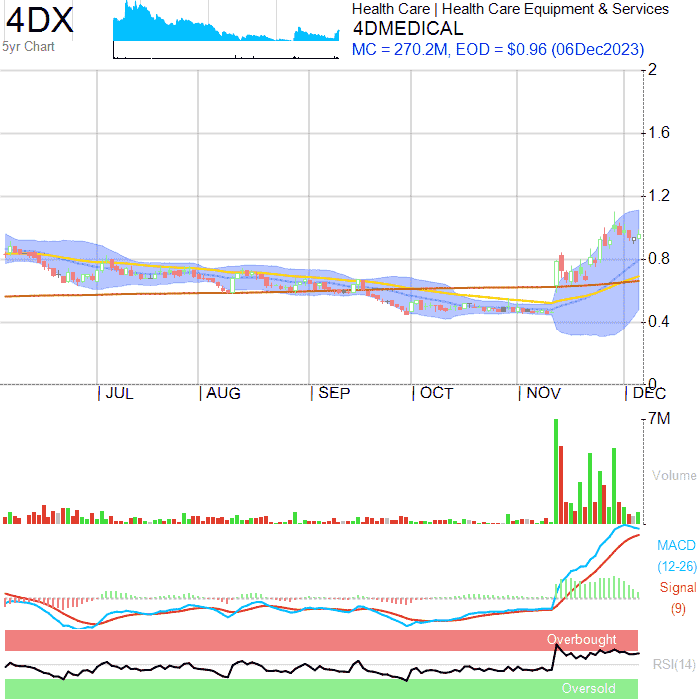 4DX
5yr Chart
Health Care | Health Care Equipment & Services
4DMEDICAL
MC = 270.2M, EOD = $0.96 (06Dec2023)
2
1.6
1.2
0.8
0.4
0
JUL AUG SEP OCT NOV DEC
7M
Volume
MACD
(12-26)
Signal
(9)
Overbought
RSI(14)
Oversold